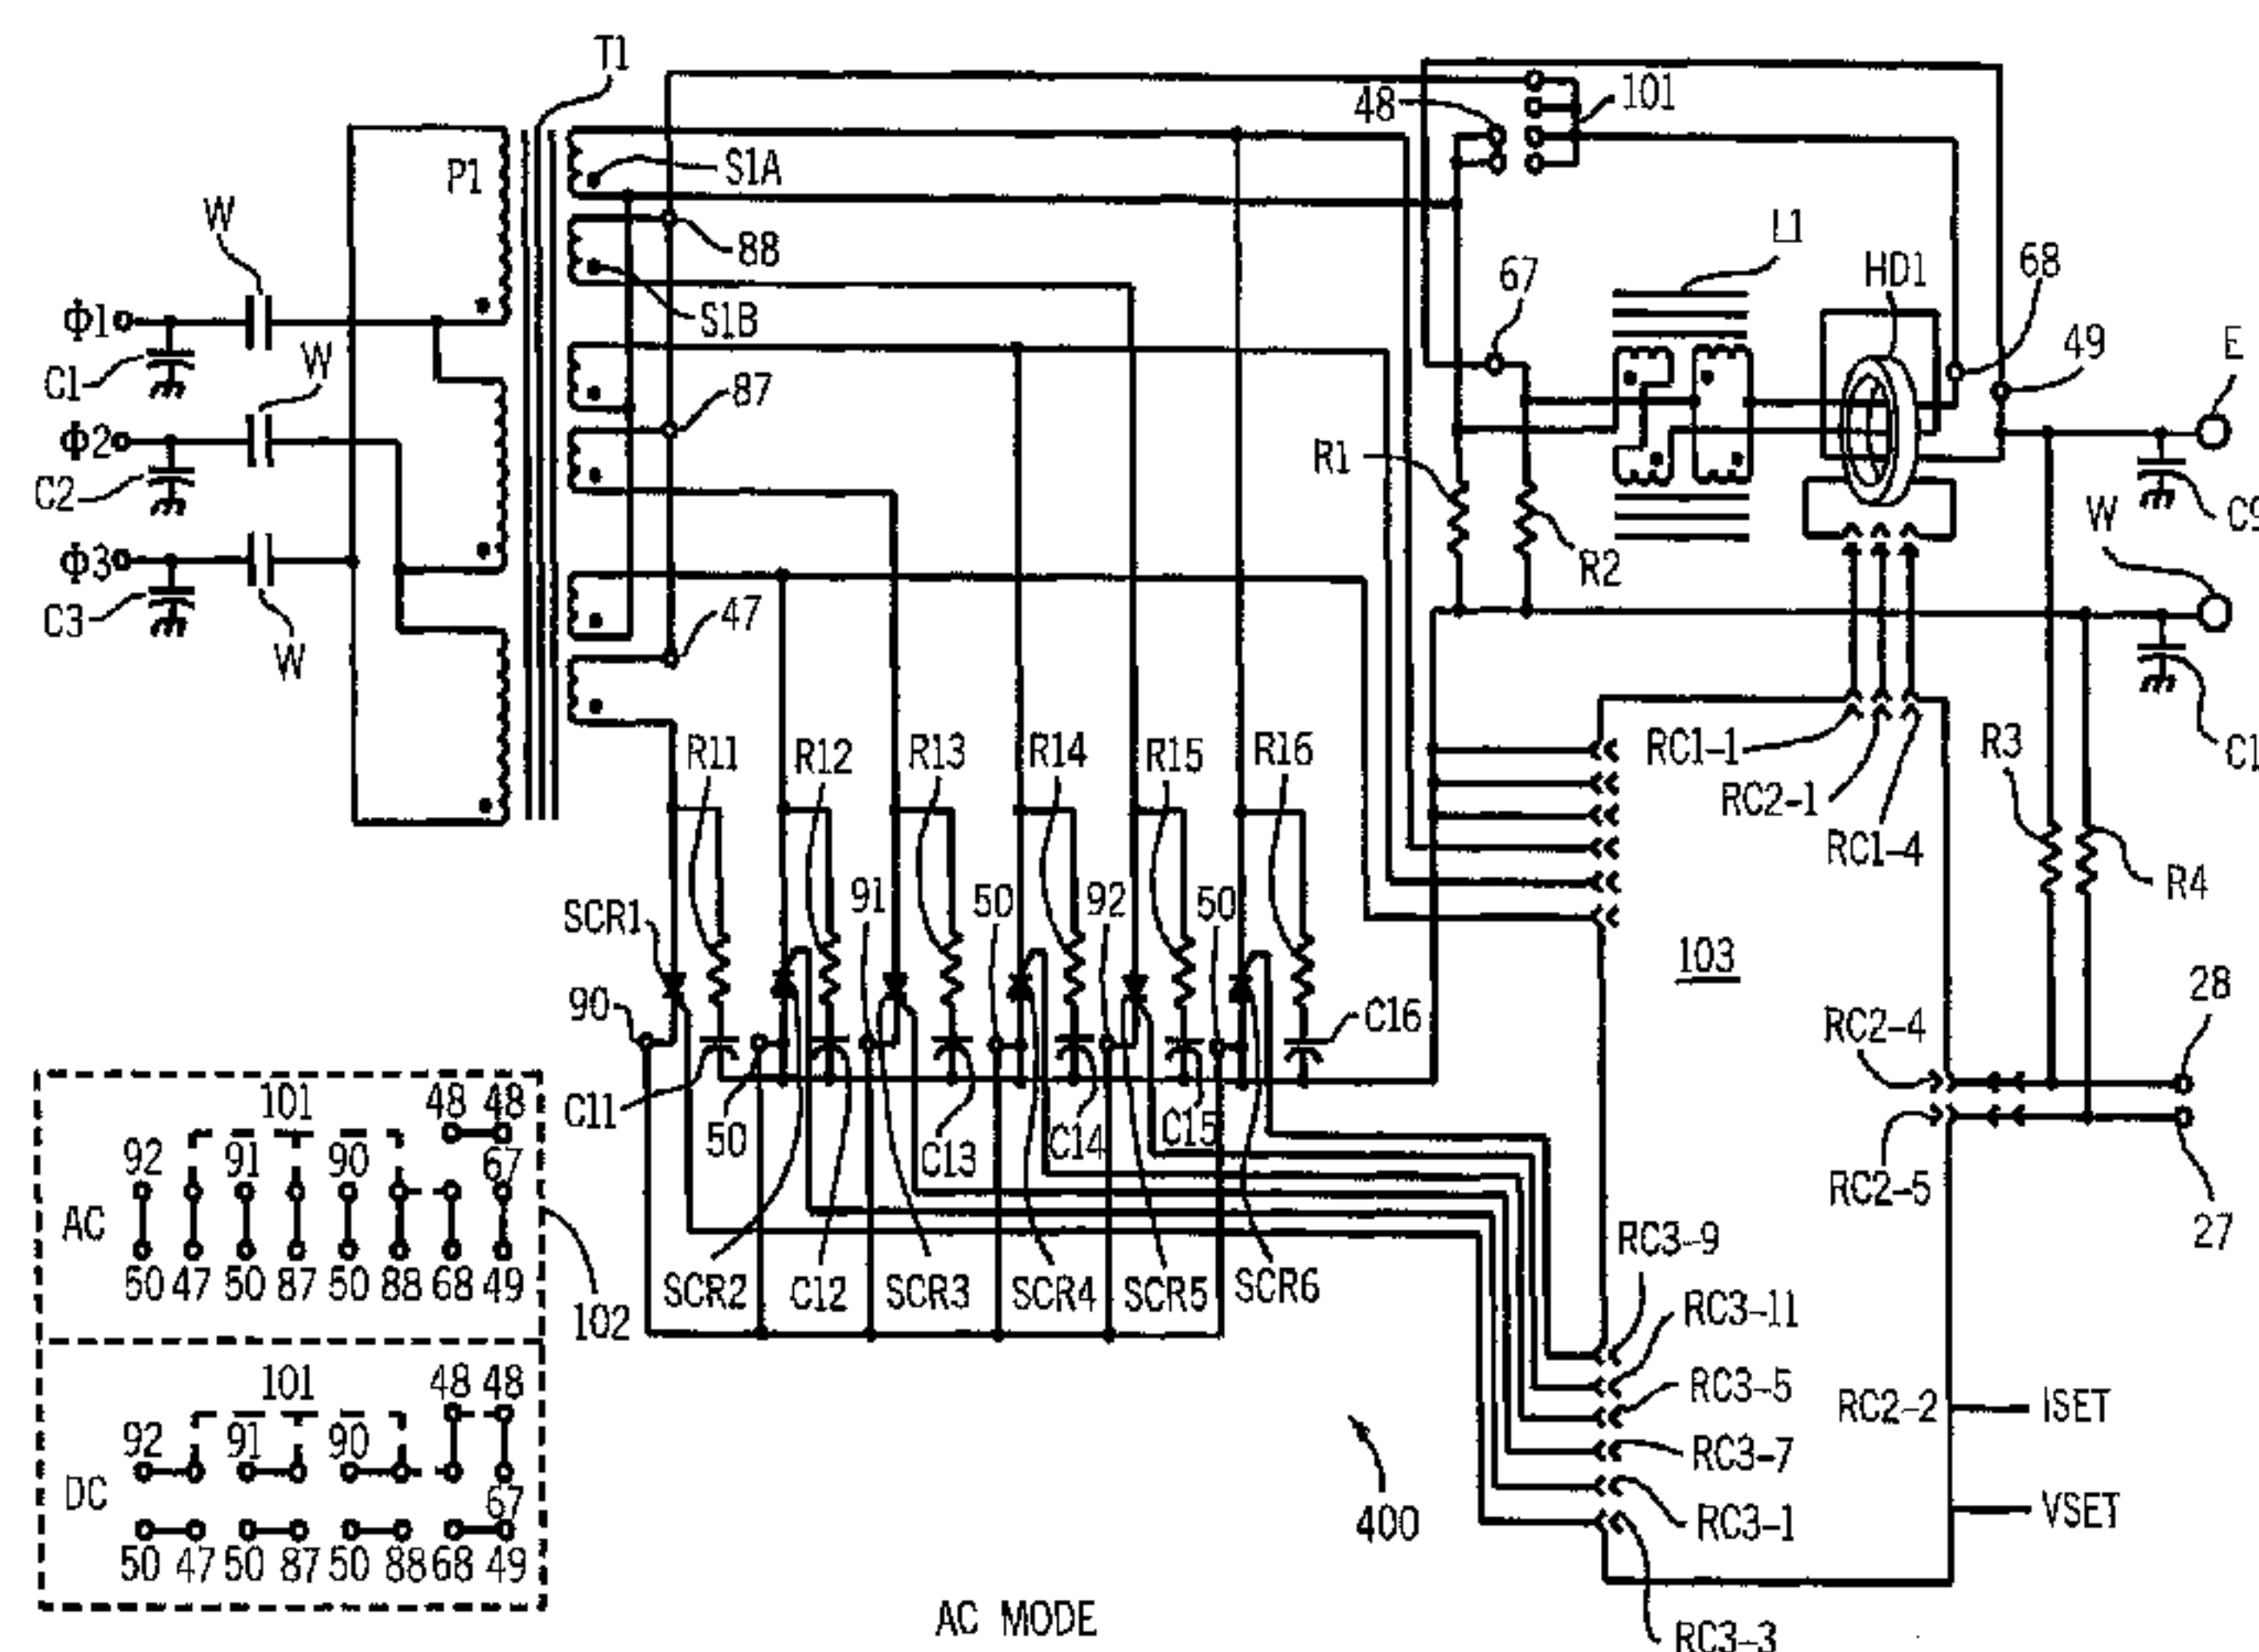 T1
48
101
P1
S1A
W
88
L1
67
HD1
68
Φ1
S1B
49
E
W
C1
87
Φ2
R1
C2
W
C9
Φ3
R2
C3
47
W
R11
R12
R13
R14
R15
R16
RC1-1
R3
C1
RC2-1
RC1-4
R4
91
50
92
50
SCR1
103
90
28
C16
RC2-4
C11
50
C13
C14
C15
RC2-5
27
SCR2
C12
SCR3
SCR4
SCR5
SCR6
RC3-9
RC3-11
RC3-5
RC2-2
ISET
RC3-7
VSET
RC3-1
400
RC3-3
101
48 48
92 91 90 67
AC
50 47 50 87 50 88 68 49
102
101
48 48
92 91 90
DC
67
50 47 50 87 50 88 68 49
AC MODE